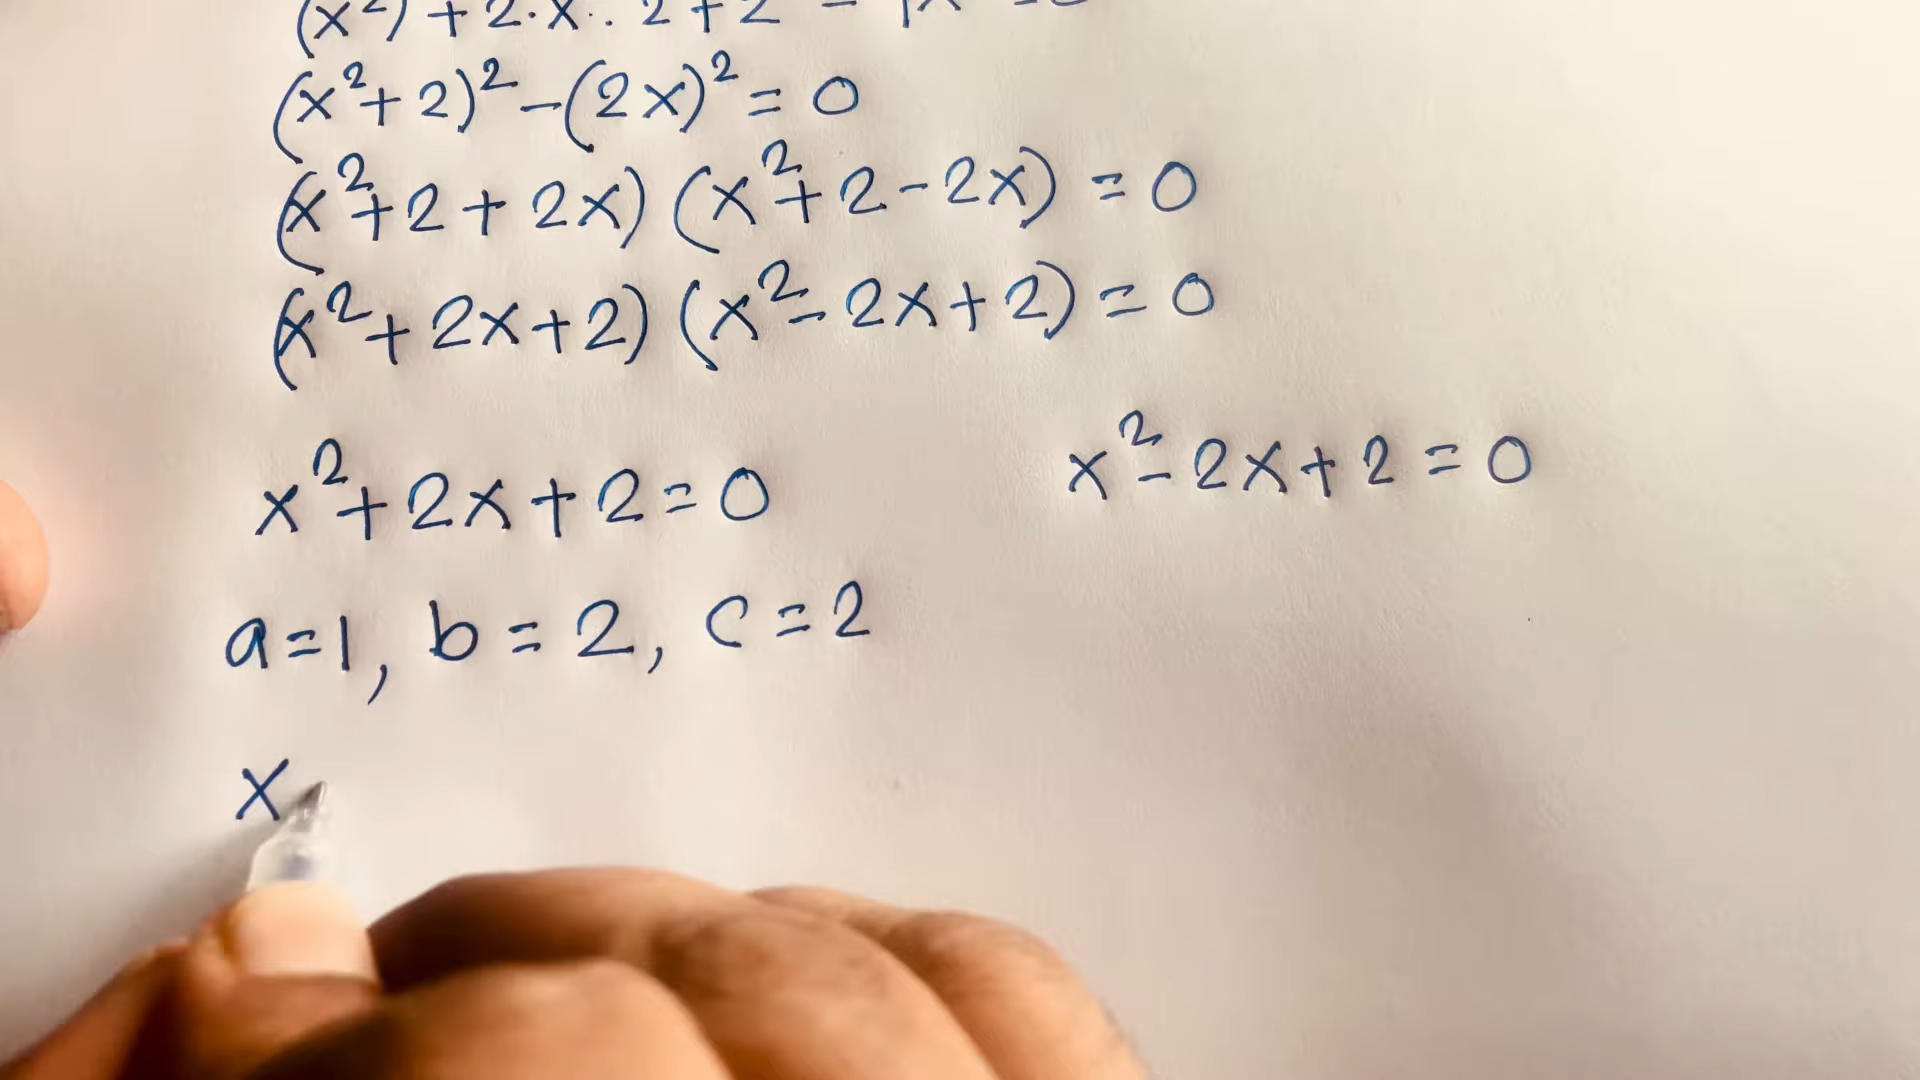 (x²+2)²-(2x)²=0
(x²+2+2x)(x²+2-2x)=0
(x²+2x+2)(x²-2x+2)=0
x²+2x+2=0
x²-2x+2=0
a=1, b=2, c=2
x